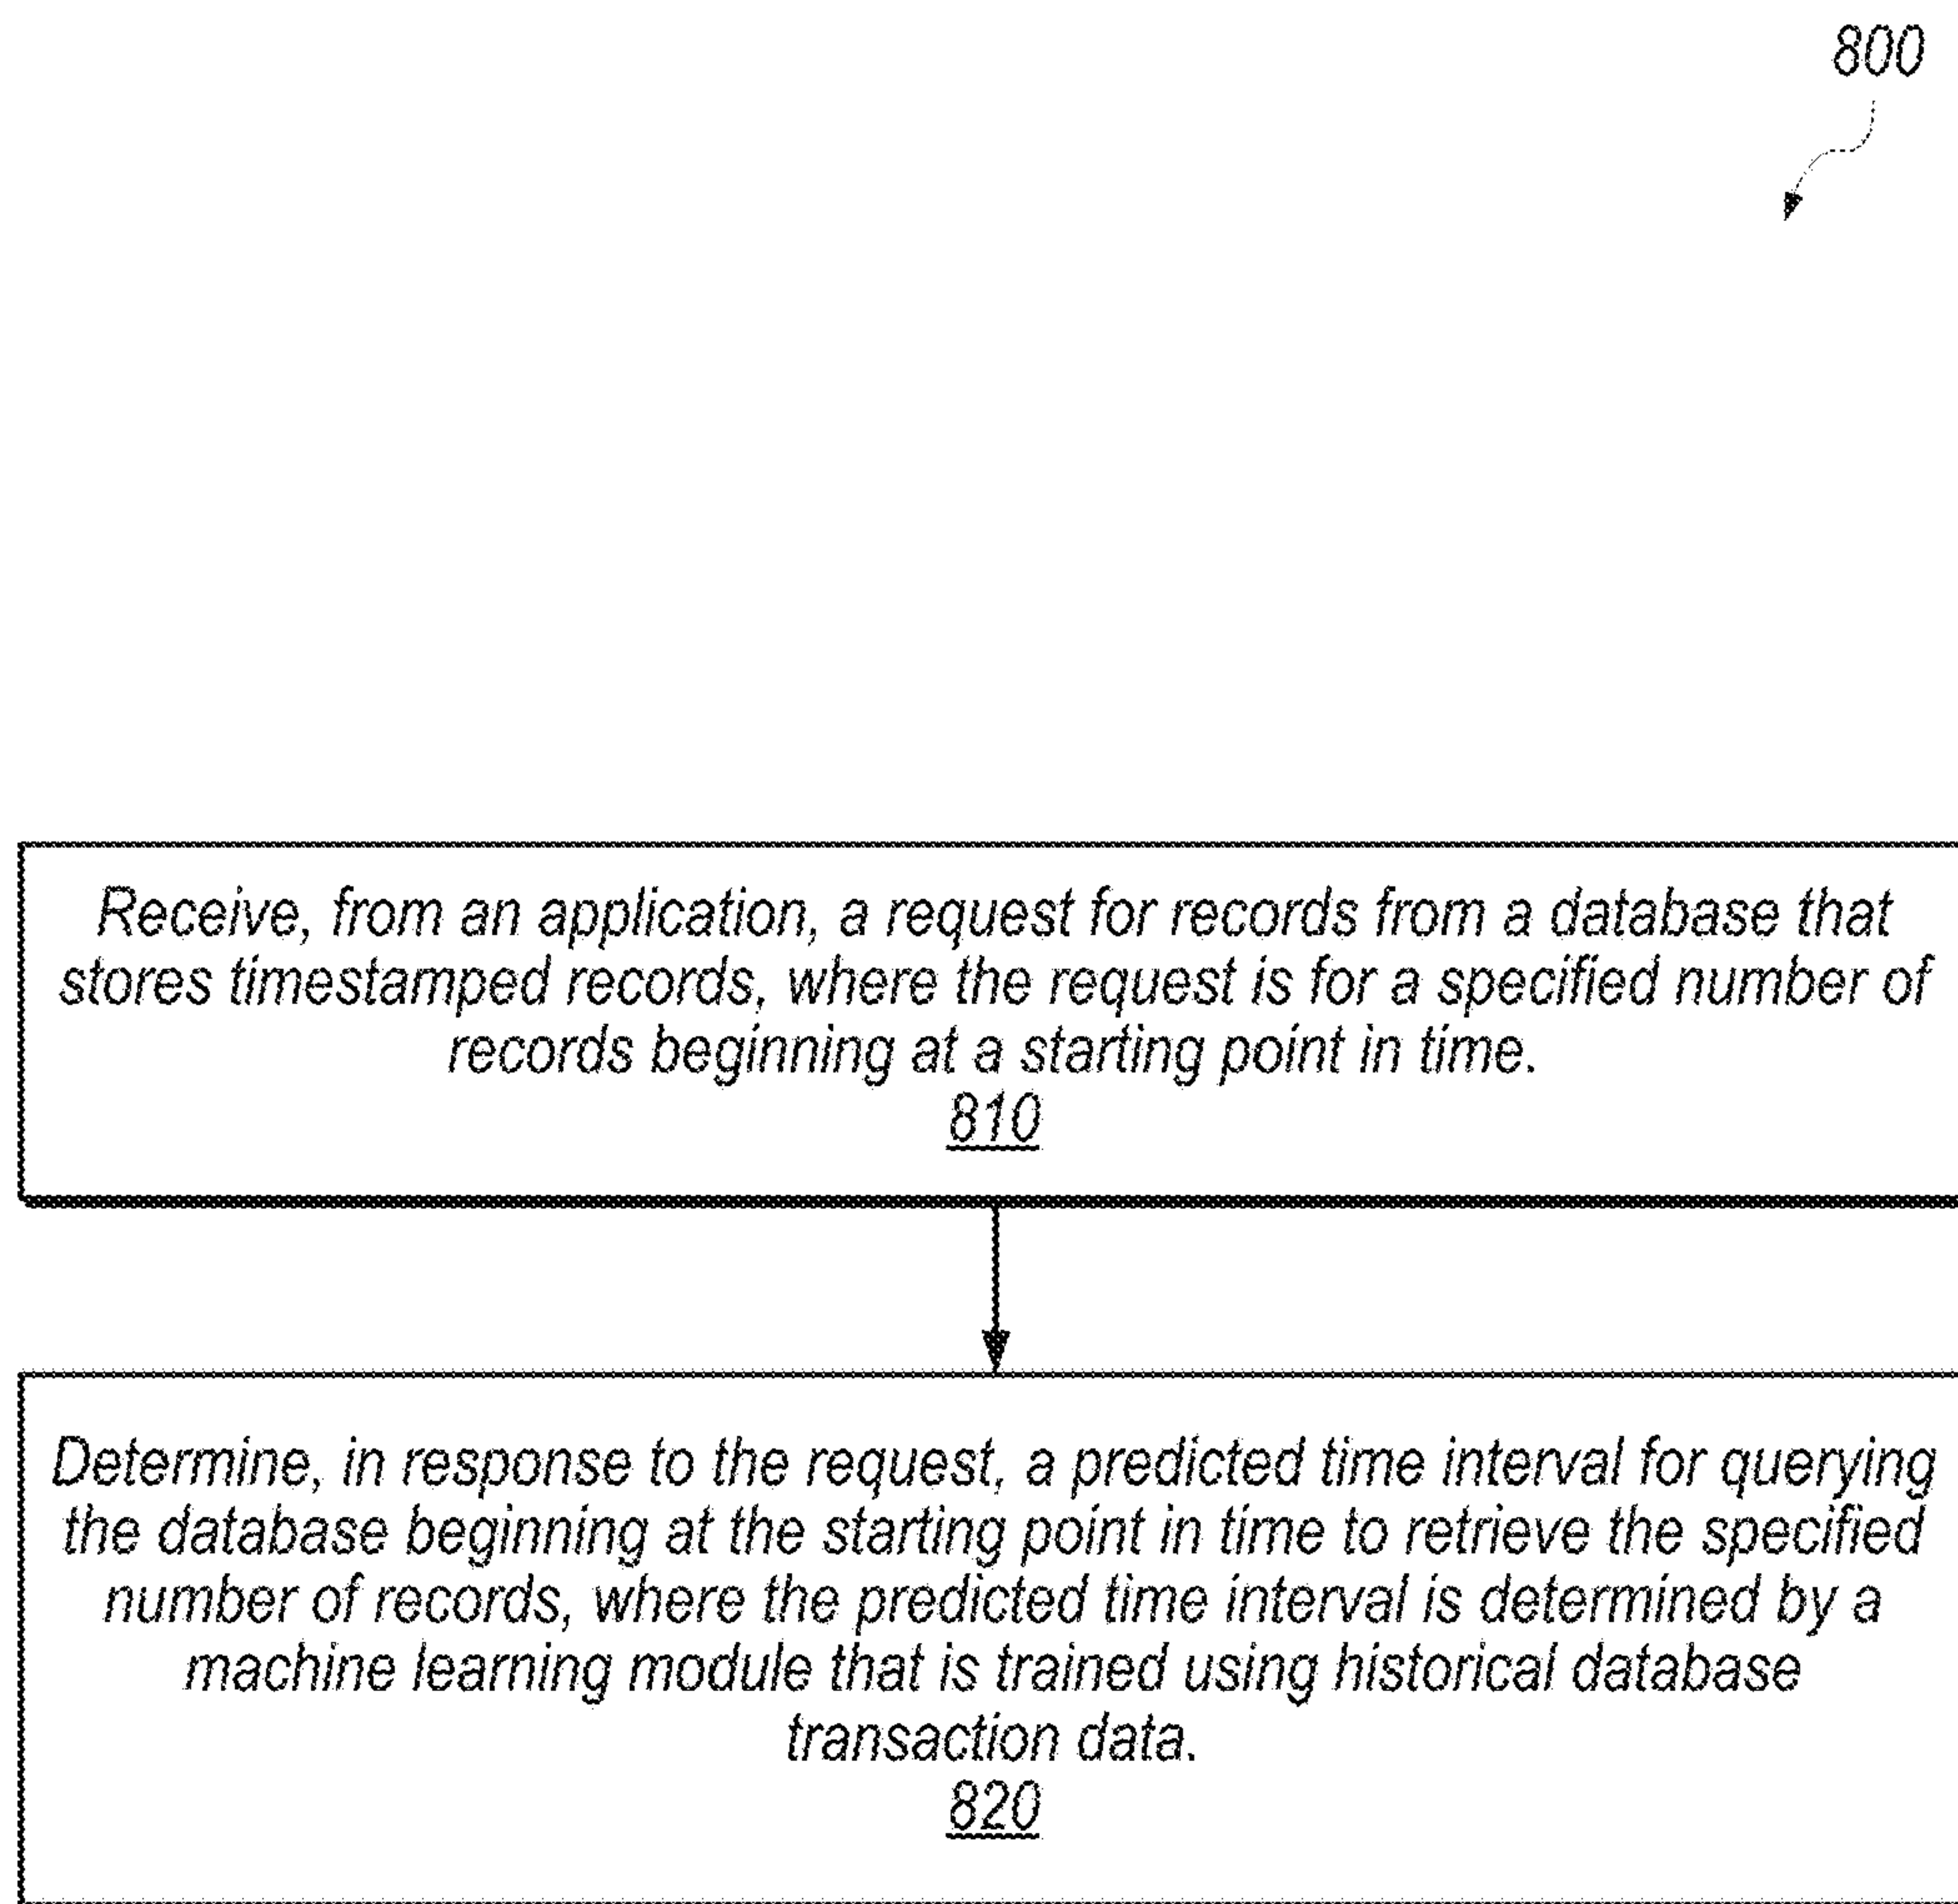 800
Receive, from an application, a request for records from a database that
stores timestamped records, where the request is for a specified number of
records beginning at a starting point in time.
810
Determine, in response to the request, a predicted time interval for querying
the database beginning at the starting point in time to retrieve the specified
number of records, where the predicted time interval is determined by a
machine learning module that is trained using historical database
transaction data.
820